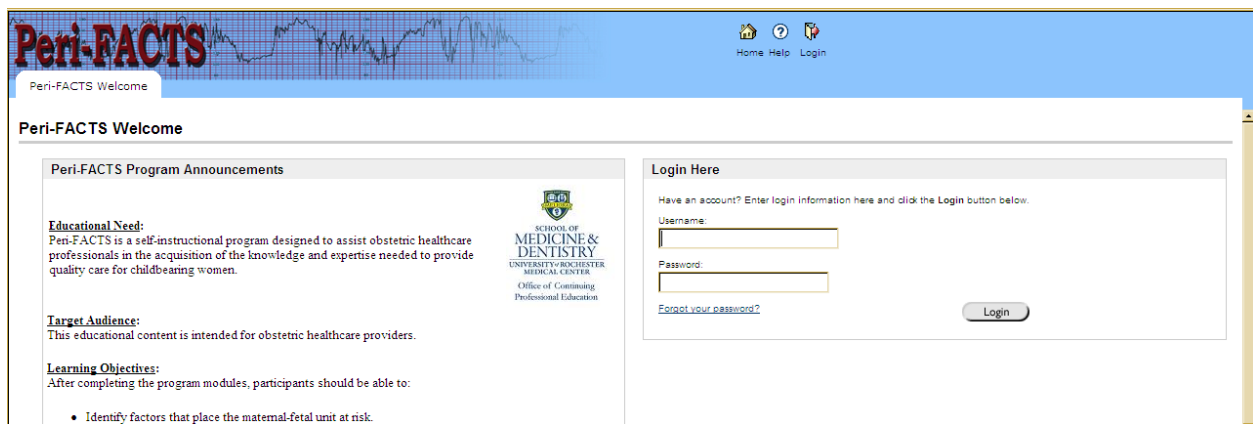 Peri-FACTS
Home Help Login
Peri-FACTS Welcome
Peri-FACTS Welcome
Peri-FACTS Program Announcements
Educational Need:
Peri-FACTS is a self-instructional program designed to assist obstetric healthcare
professionals in the acquisition of the knowledge and expertise needed to provide
quality care for childbearing women.
SCHOOL OF
MEDICINE &
DENTISTRY
UNIVERSITY of ROCHESTER
MEDICAL CENTER
Office of Continuing
Professional Education
Target Audience:
This educational content is intended for obstetric healthcare providers.
Learning Objectives:
After completing the program modules, participants should be able to:
• Identify factors that place the maternal-fetal unit at risk.
Login Here
Have an account? Enter login information here and click the Login button below.
Username:
Password:
Forgot your password?
Login